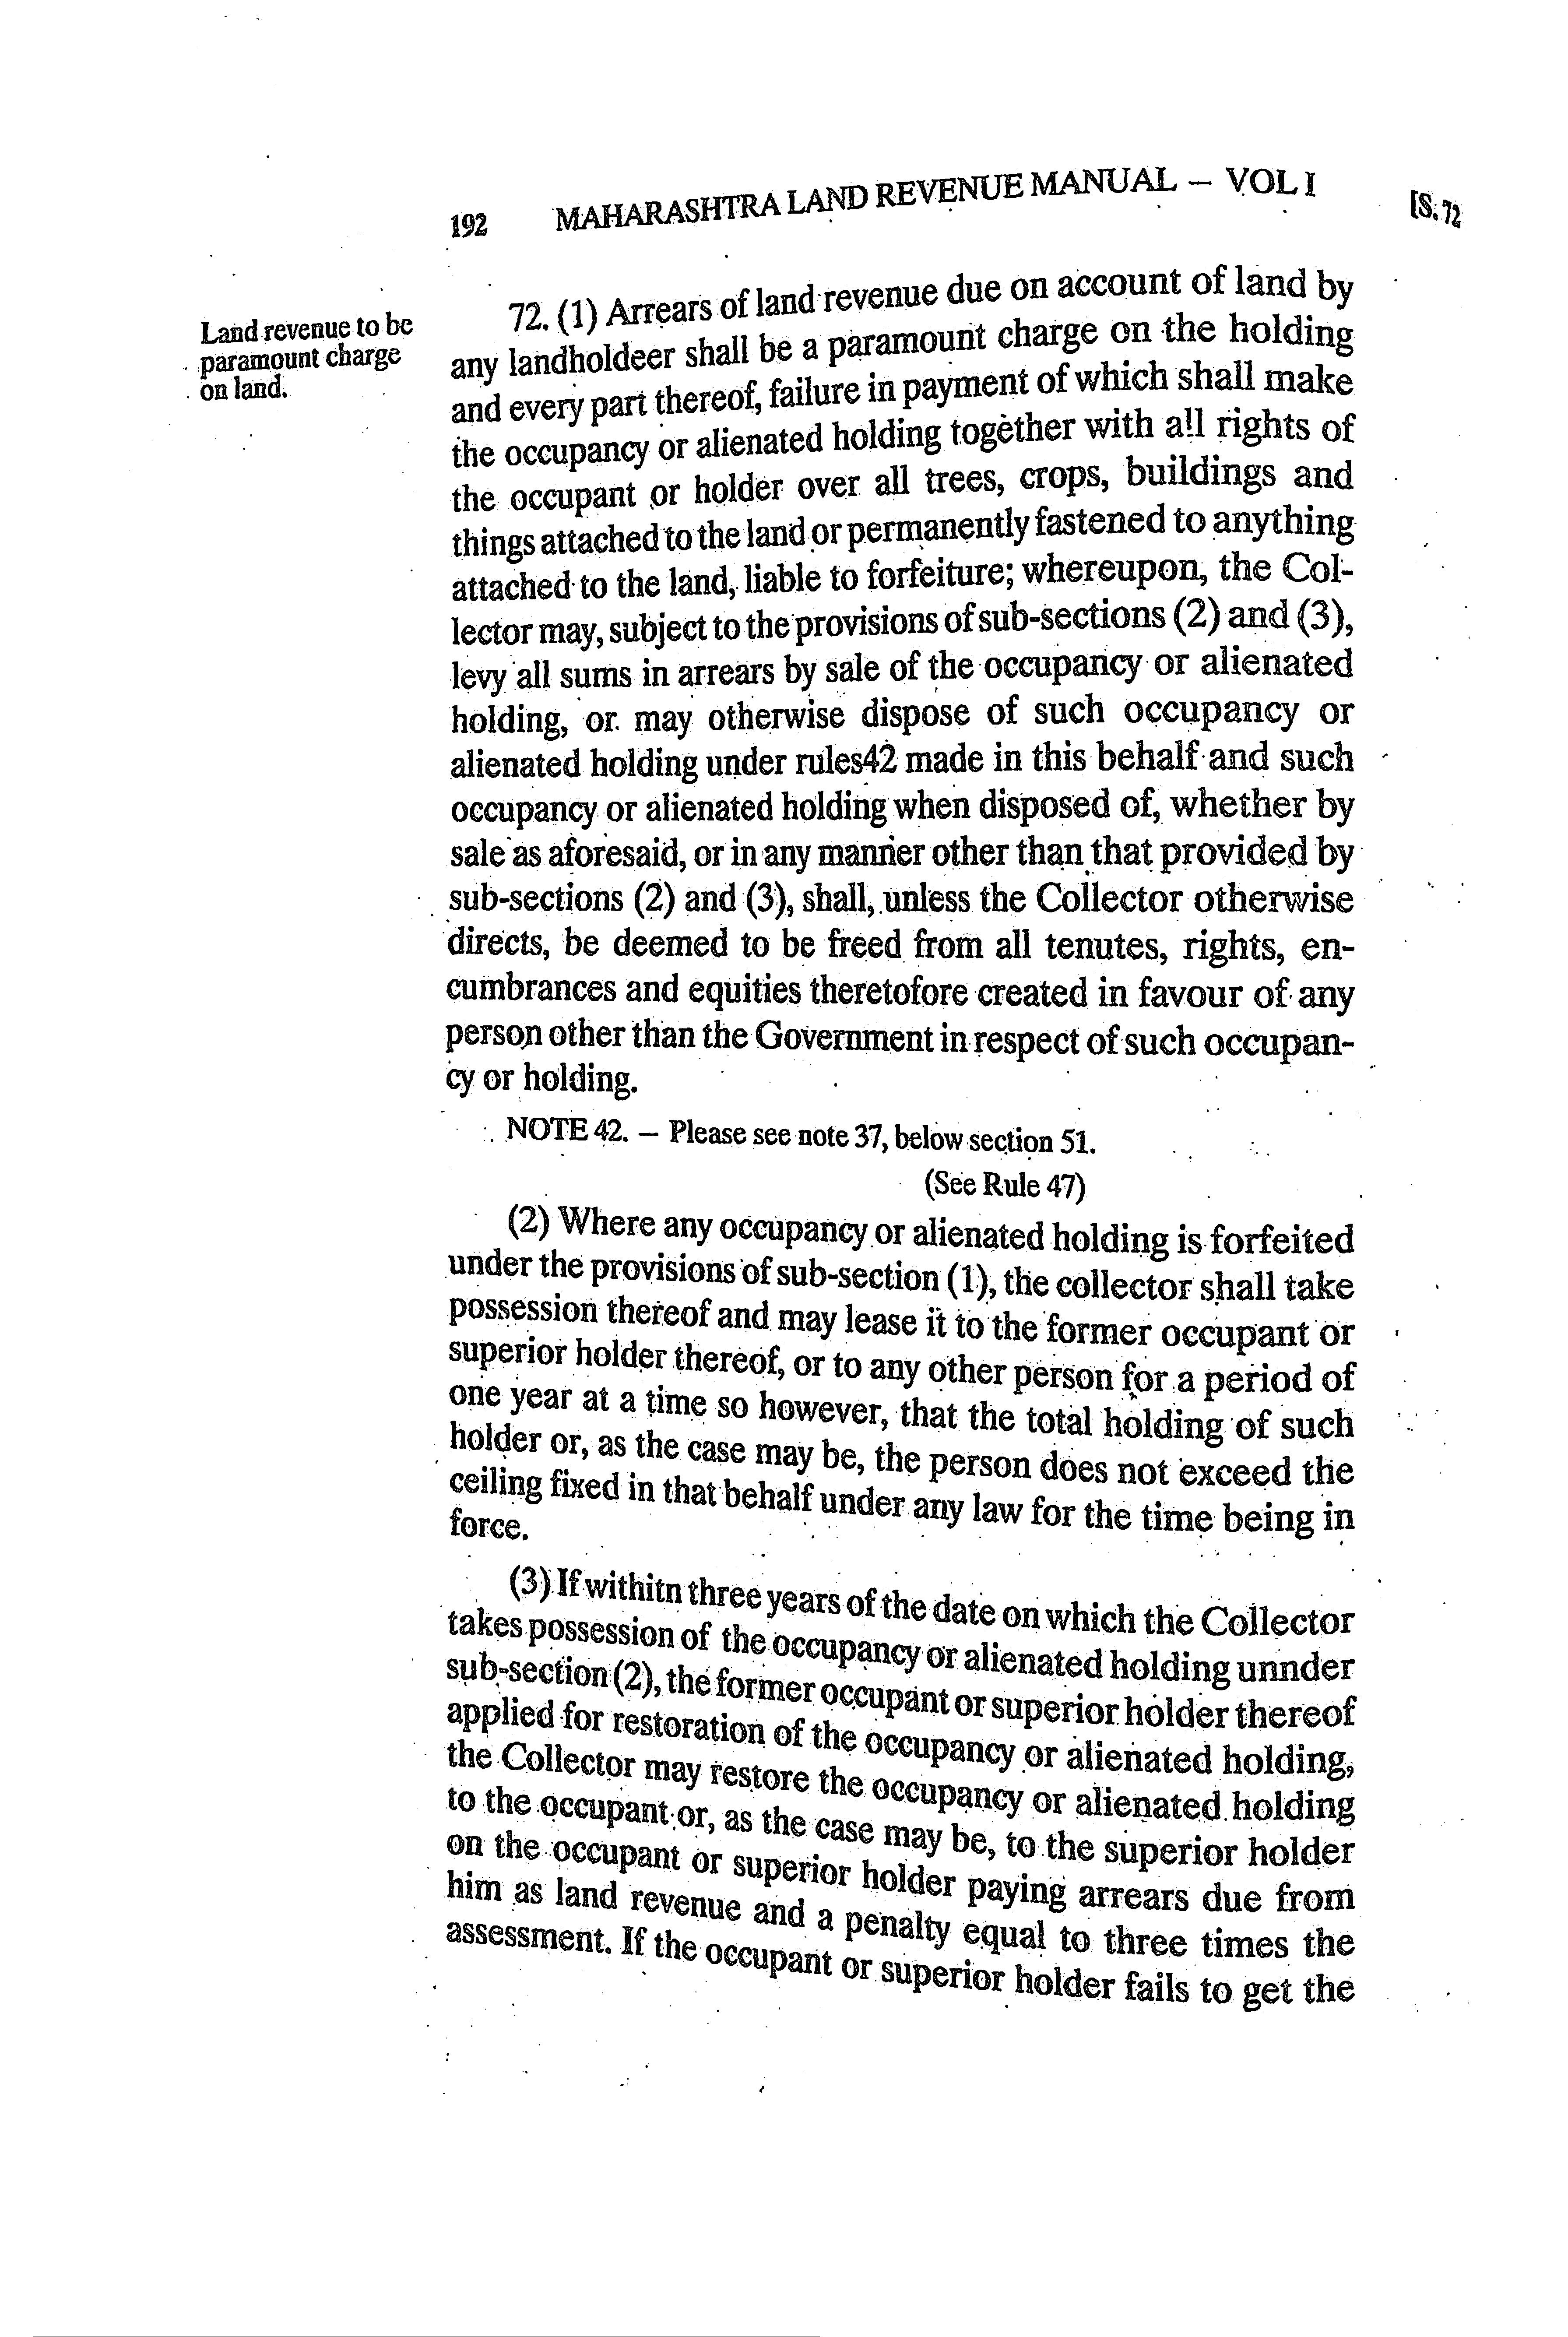 192 MAHARASHTRA LAND REVENUE MANUAL – VOL I [S. 72
Land revenue to be
paramount charge
on land.
72. (1) Arrears of land revenue due on account of land by
any landholdeer shall be a paramount charge on the holding
and every part thereof, failure in payment of which shall make
the occupancy or alienated holding together with all rights of
the occupant or holder over all trees, crops, buildings and
things attached to the land or permanently fastened to anything
attached to the land, liable to forfeiture; whereupon, the Col-
lector may, subject to the provisions of sub-sections (2) and (3),
levy all sums in arrears by sale of the occupancy or alienated
holding, or may otherwise dispose of such occupancy or
alienated holding under rules42 made in this behalf and such
occupancy or alienated holding when disposed of, whether by
sale as aforesaid, or in any manner other than that provided by
sub-sections (2) and (3), shall, unless the Collector otherwise
directs, be deemed to be freed from all tenutes, rights, en-
cumbrances and equities theretofore created in favour of any
person other than the Government in respect of such occupan-
cy or holding.
NOTE 42. – Please see note 37, below section 51.
(See Rule 47)
(2) Where any occupancy or alienated holding is forfeited
under the provisions of sub-section (1), the collector shall take
possession thereof and may lease it to the former occupant or
superior holder thereof, or to any other person for a period of
one year at a time so however, that the total holding of such
holder or, as the case may be, the person does not exceed the
ceiling fixed in that behalf under any law for the time being in
force.
(3) If withitn three years of the date on which the Collector
takes possession of the occupancy or alienated holding unnder
sub-section (2), the former occupant or superior holder thereof
applied for restoration of the occupancy or alienated holding,
the Collector may restore the occupancy or alienated holding
to the occupant or, as the case may be, to the superior holder
on the occupant or superior holder paying arrears due from
him as land revenue and a penalty equal to three times the
assessment. If the occupant or superior holder fails to get the